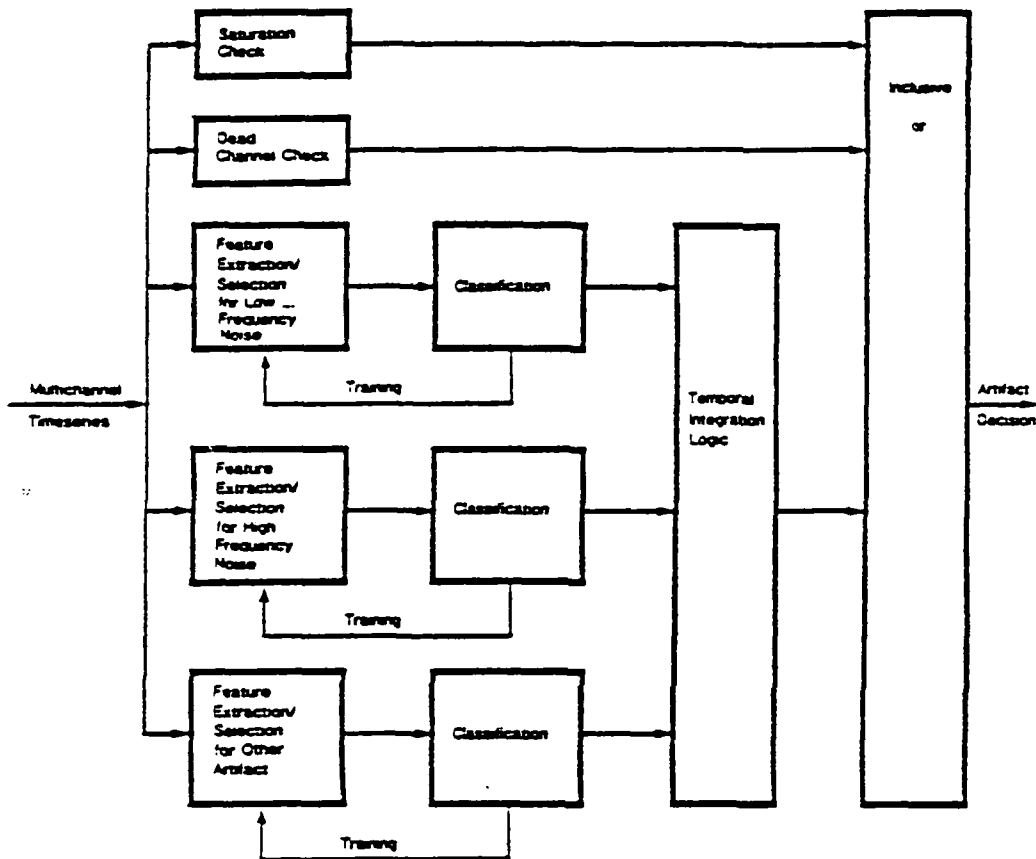 Saturation
Check
Inclusive
or
Dead
Channel Check
Feature
Extraction/
Selection
for Low
Frequency
Noise
Classification
Training
Multichannel
Timeseries
Temporal
Integration
Logic
Artifact
Decision
Feature
Extraction/
Selection
for High
Frequency
Noise
Classification
Training
Feature
Extraction/
Selection
for Other
Artifact
Classification
Training